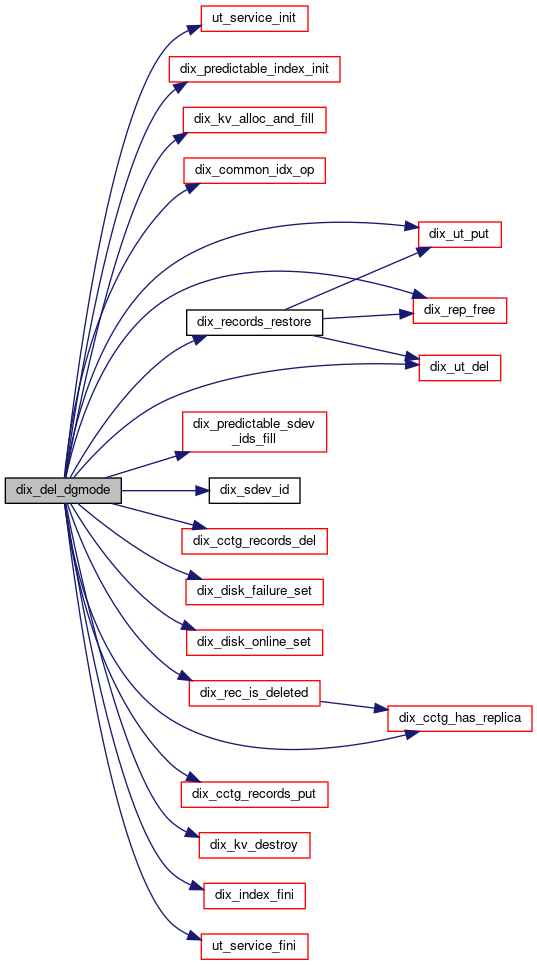 ut_service_init
dix_predictable_index_init
dix_kv_alloc_and_fill
dix_common_idx_op
dix_ut_put
dix_rep_free
dix_records_restore
dix_ut_del
dix_predictable_sdev
_ids_fill
dix_del_dgmode
dix_sdev_id
dix_cctg_records_del
dix_disk_failure_set
dix_disk_online_set
dix_rec_is_deleted
dix_cctg_has_replica
dix_cctg_records_put
dix_kv_destroy
dix_index_fini
ut_service_fini